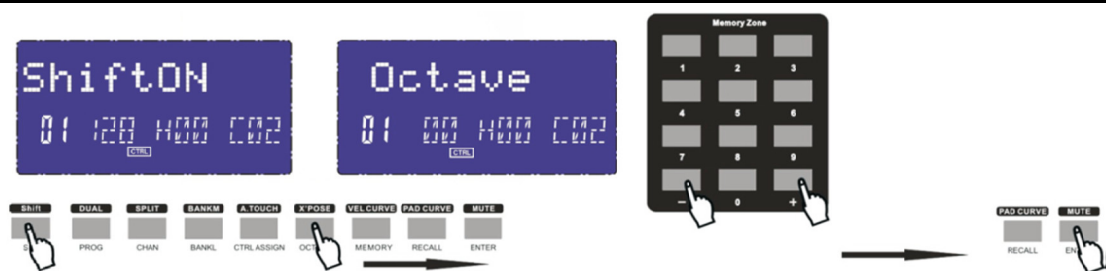 ShiftON
01 128 H00 C02
CTRL
Octave
01 00 H00 C02
CTRL
Memory Zone
1 2 3
4 5 6
7 8 9
− 0 +
Shift DUAL SPLIT BANKM A.TOUCH X'POSE VEL.CURVE PAD CURVE MUTE
PROG CHAN BANKL CTRL ASSIGN MEMORY RECALL ENTER
PAD CURVE MUTE
RECALL